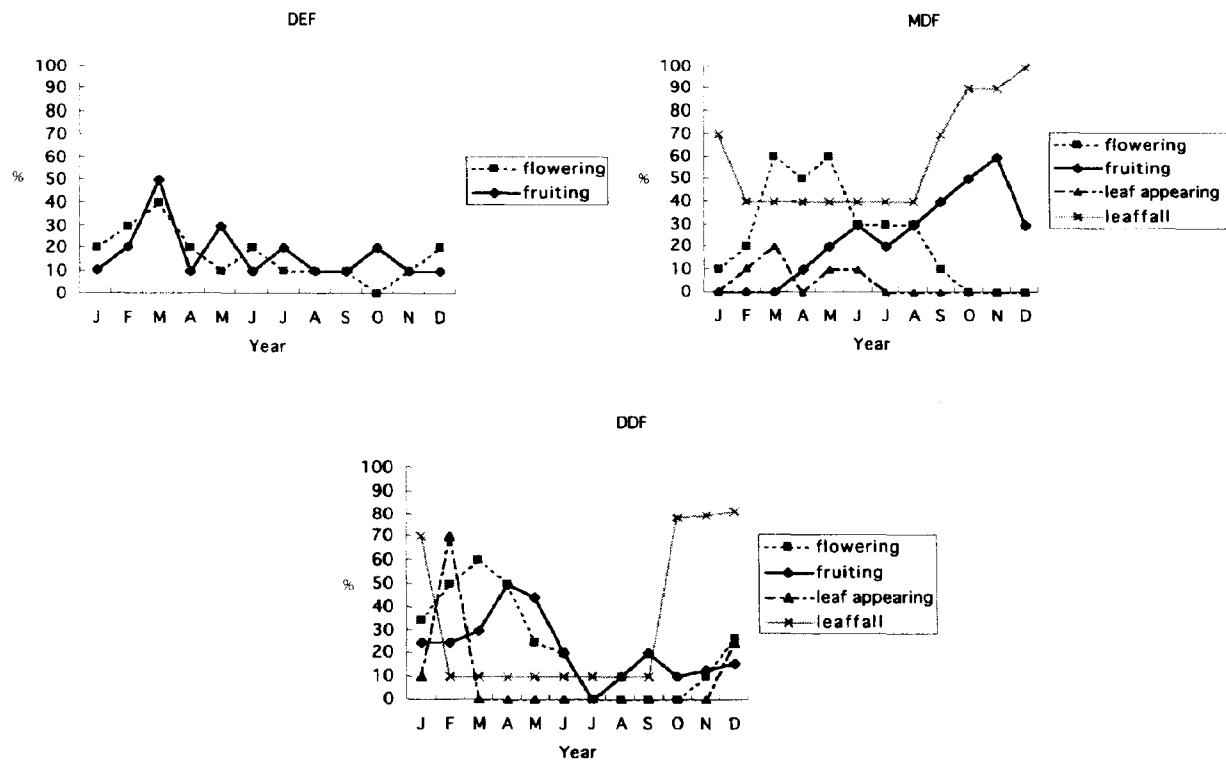 DEF
100
90
80
70
60
50
40
30
20
10
0
%
J F M A M J J A S O N D
Year
flowering
fruiting
MDF
100
90
80
70
60
50
40
30
20
10
0
%
J F M A M J J A S O N D
Year
flowering
fruiting
leaf appearing
leaffall
DDF
100
90
80
70
60
50
40
30
20
10
0
%
J F M A M J J A S O N D
Year
flowering
fruiting
leaf appearing
leaffall